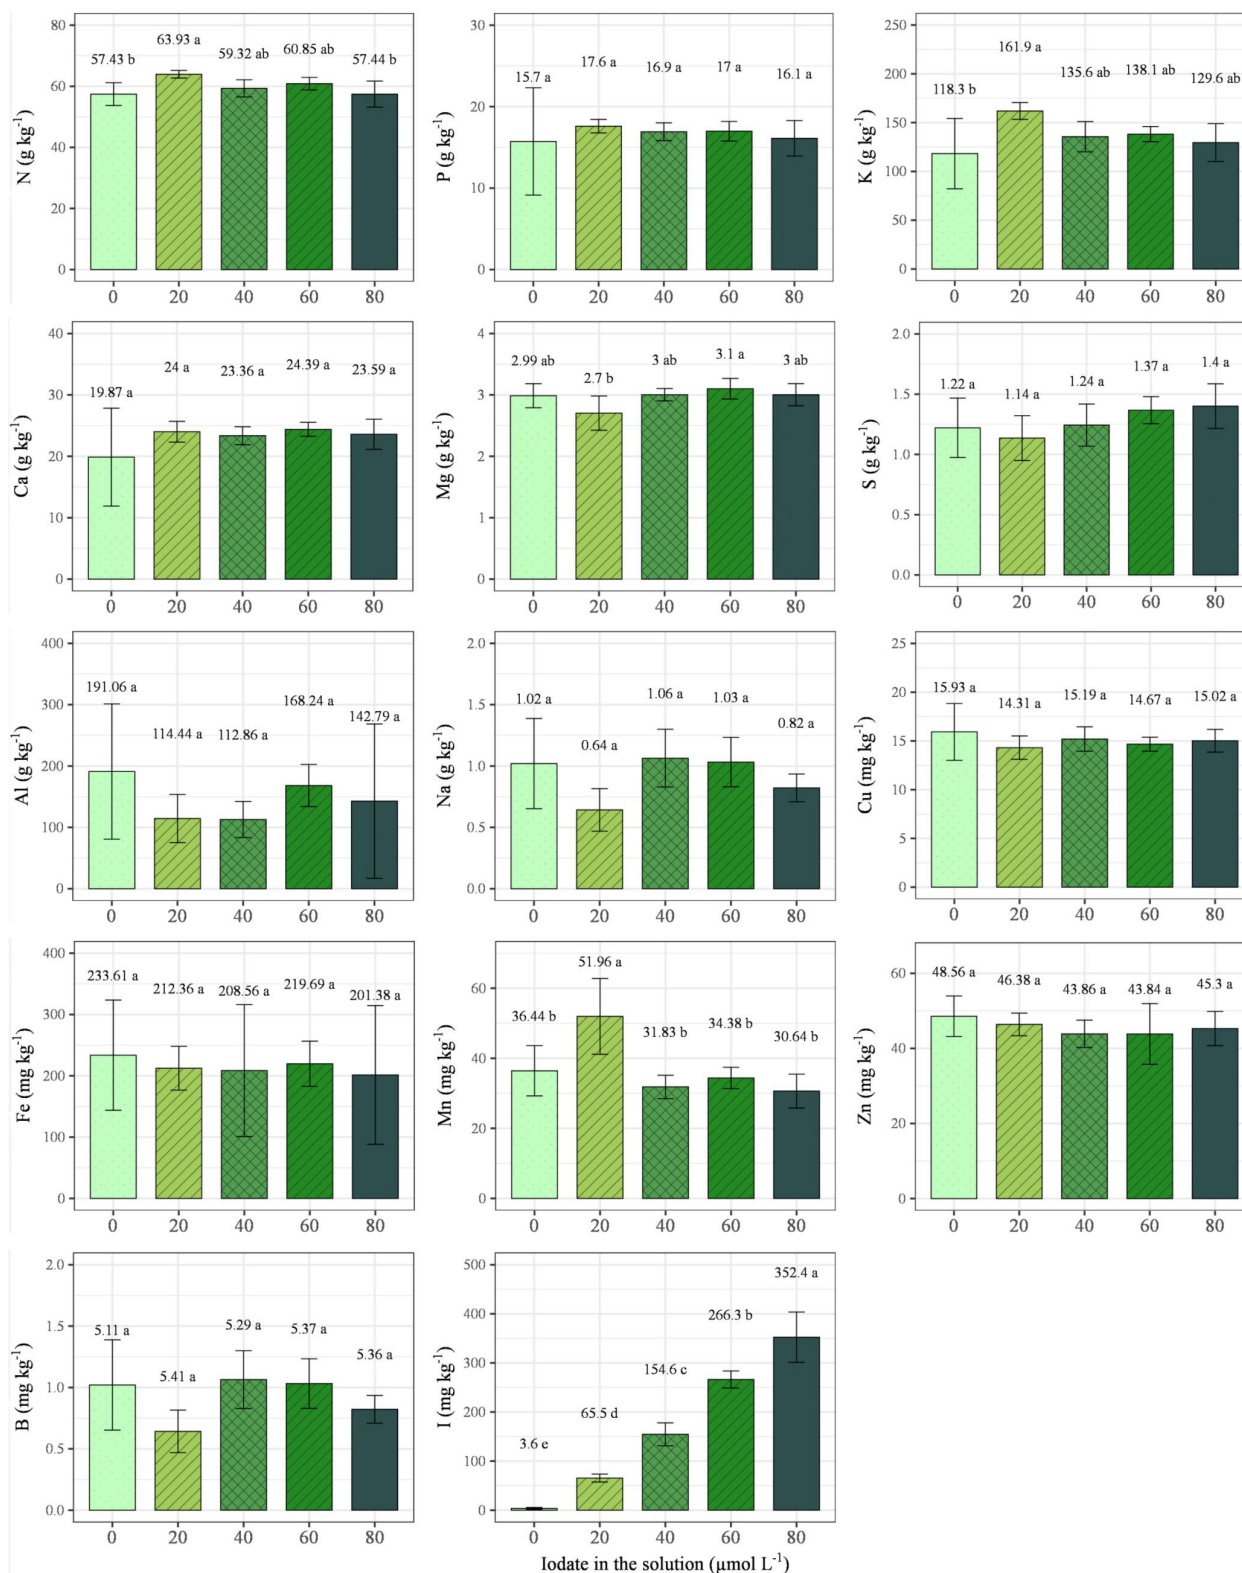 80
60
40
20
0
N (g kg⁻¹)
57.43 b
63.93 a
59.32 ab
60.85 ab
57.44 b
0 20 40 60 80
30
20
10
0
P (g kg⁻¹)
15.7 a
17.6 a
16.9 a
17 a
16.1 a
0 20 40 60 80
250
200
150
100
50
0
K (g kg⁻¹)
118.3 b
161.9 a
135.6 ab
138.1 ab
129.6 ab
0 20 40 60 80
40
30
20
10
0
Ca (g kg⁻¹)
19.87 a
24 a
23.36 a
24.39 a
23.59 a
0 20 40 60 80
4
3
2
1
0
Mg (g kg⁻¹)
2.99 ab
2.7 b
3 ab
3.1 a
3 ab
0 20 40 60 80
2.0
1.5
1.0
0.5
0.0
S (g kg⁻¹)
1.22 a
1.14 a
1.24 a
1.37 a
1.4 a
0 20 40 60 80
400
300
200
100
0
Al (g kg⁻¹)
191.06 a
114.44 a
112.86 a
168.24 a
142.79 a
0 20 40 60 80
2.0
1.5
1.0
0.5
0.0
Na (g kg⁻¹)
1.02 a
0.64 a
1.06 a
1.03 a
0.82 a
0 20 40 60 80
25
20
15
10
5
0
Cu (mg kg⁻¹)
15.93 a
14.31 a
15.19 a
14.67 a
15.02 a
0 20 40 60 80
400
300
200
100
0
Fe (mg kg⁻¹)
233.61 a
212.36 a
208.56 a
219.69 a
201.38 a
0 20 40 60 80
60
40
20
0
Mn (mg kg⁻¹)
36.44 b
51.96 a
31.83 b
34.38 b
30.64 b
0 20 40 60 80
60
40
20
0
Zn (mg kg⁻¹)
48.56 a
46.38 a
43.86 a
43.84 a
45.3 a
0 20 40 60 80
2.0
1.5
1.0
0.5
0.0
B (mg kg⁻¹)
5.11 a
5.41 a
5.29 a
5.37 a
5.36 a
0 20 40 60 80
500
400
300
200
100
0
I (mg kg⁻¹)
3.6 e
65.5 d
154.6 c
266.3 b
352.4 a
0 20 40 60 80
Iodate in the solution (µmol L⁻¹)